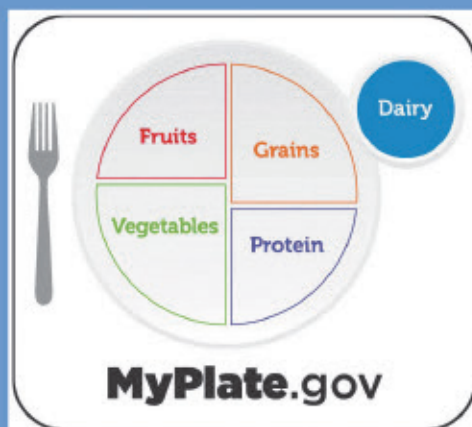 Dairy
Fruits
Grains
Vegetables
Protein
MyPlate.gov